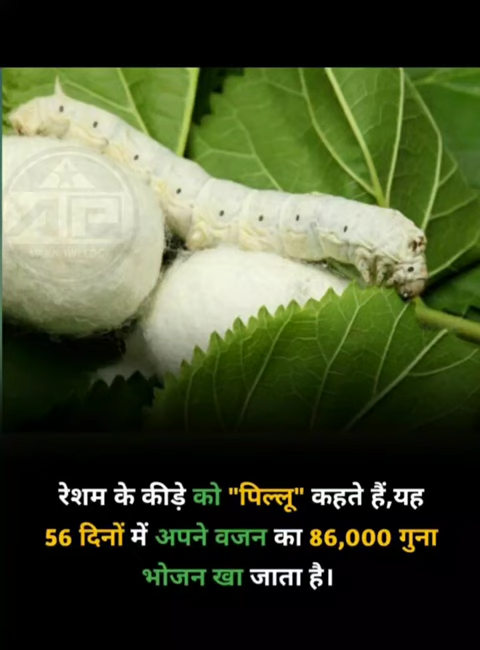 रेशम के कीड़े को "पिल्लू" कहते हैं,यह
56 दिनों में अपने वजन का 86,000 गुना
भोजन खा जाता है।